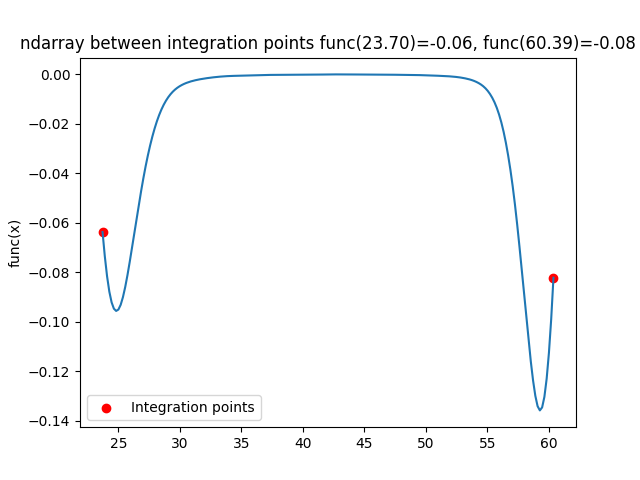 ndarray between integration points func(23.70)=-0.06, func(60.39)=-0.08
0.00
−0.02
−0.04
−0.06
−0.08
−0.10
−0.12
−0.14
func(x)
Integration points
25 30 35 40 45 50 55 60